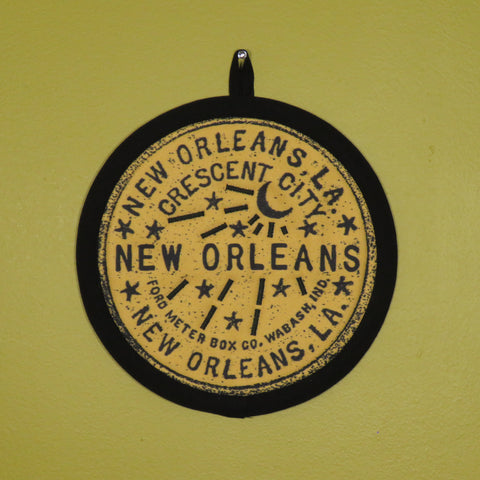 NEW ORLEANS, LA.
CRESCENT CITY
NEW ORLEANS
FORD METER BOX CO. WABASH, IND.
NEW ORLEANS, LA.